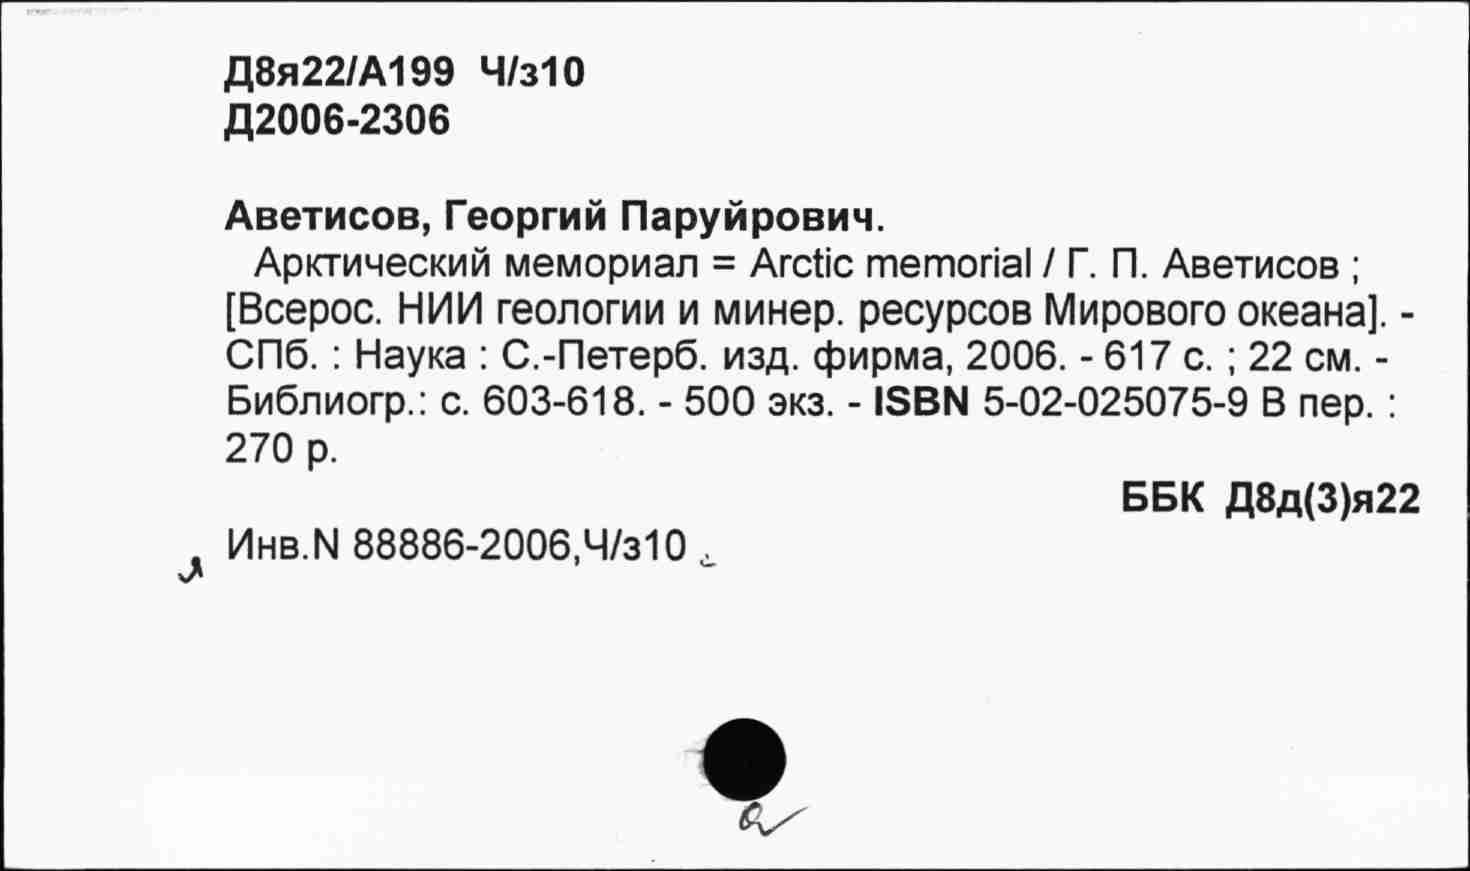 Д8я22/А199 Ч/з10
Д2006-2306
Аветисов, Георгий Паруйрович.
Арктический мемориал = Arctic memorial / Г. П. Аветисов ;
[Всерос. НИИ геологии и минер. ресурсов Мирового океана]. -
СПб. : Наука : С.-Петерб. изд. фирма, 2006. - 617 с. ; 22 см. -
Библиогр.: с. 603-618. - 500 экз. - ISBN 5-02-025075-9 В пер. :
270 р.
ББК Д8д(3)я22
Инв.N 88886-2006,Ч/з10